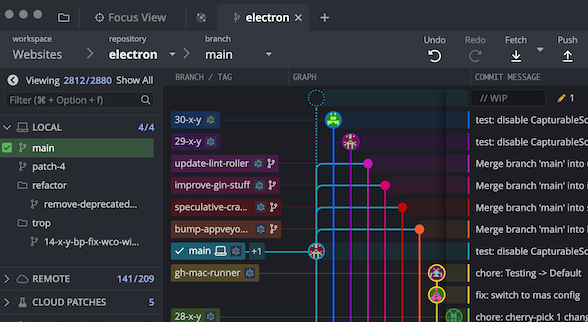 Focus View
electron
workspace
repository
branch
Websites
electron
main
Undo
Redo
Fetch
Push
Viewing 2812/2880 Show All
Filter (⌘ + Option + f)
BRANCH / TAG
GRAPH
COMMIT MESSAGE
// WIP
1
LOCAL 4/4
main
patch-4
refactor
remove-deprecated...
trop
14-x-y-bp-fix-wco-wi...
REMOTE 141/209
CLOUD PATCHES 5
30-x-y
test: disable CapturableSc
29-x-y
test: disable CapturableSc
update-lint-roller
Merge branch 'main' into u
improve-gin-stuff
Merge branch 'main' into i
speculative-cra...
Merge branch 'main' into s
bump-appveyo...
Merge branch 'main' into
main +1
test: disable CapturableSc
gh-mac-runner
chore: Testing -> Default
fix: switch to mas config
28-x-y
chore: cherry-pick 1 chang